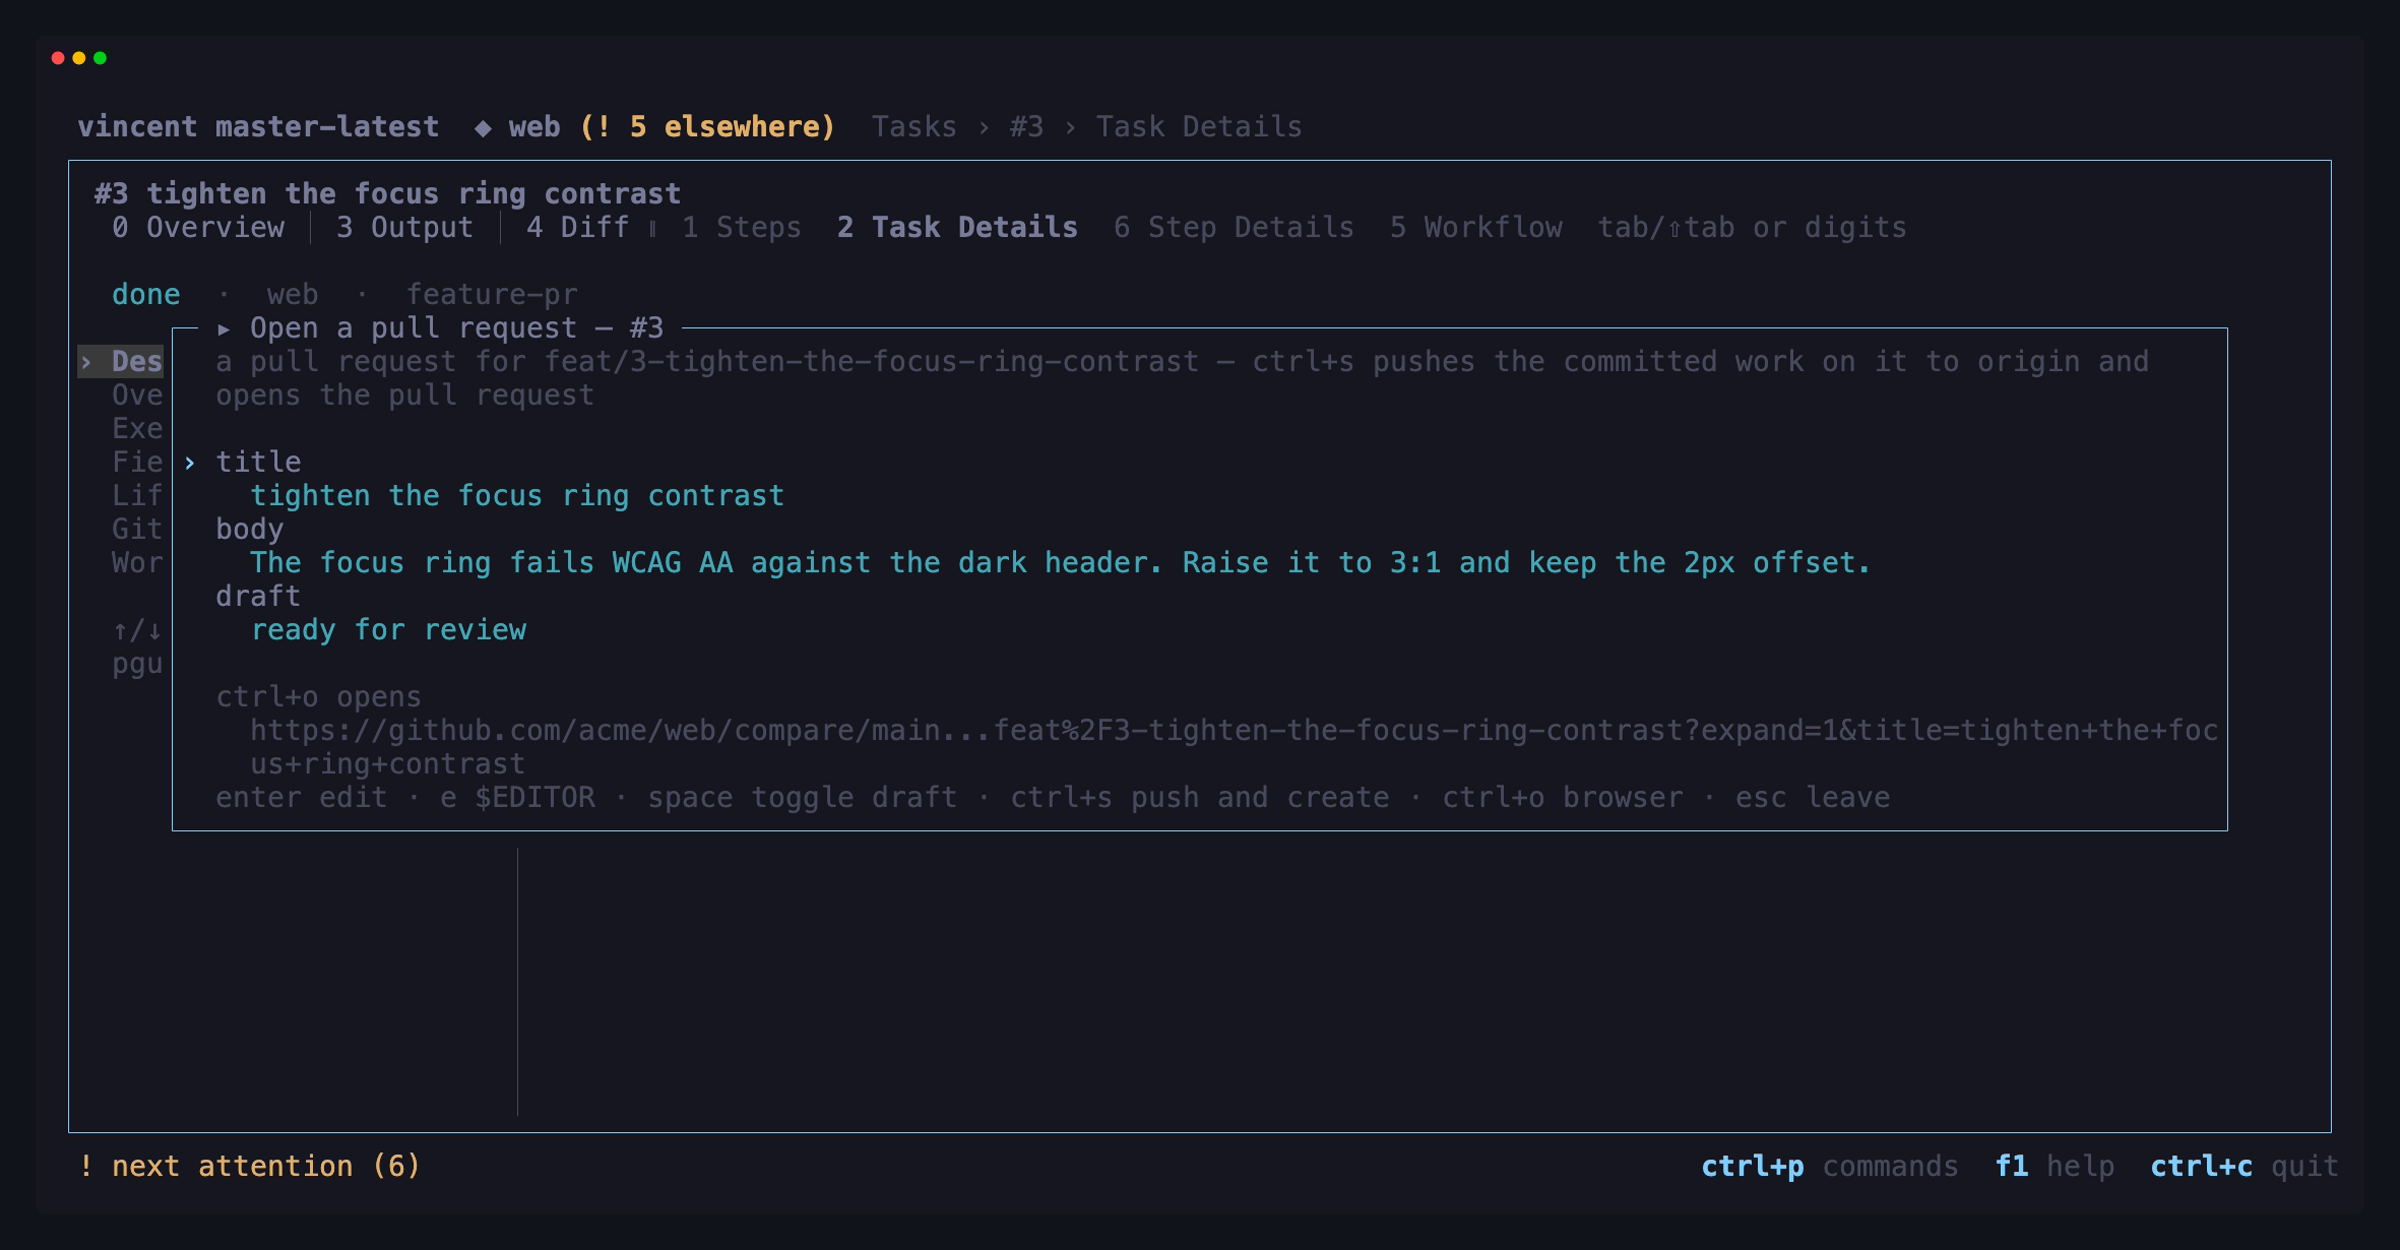 vincent master-latest ◆ web (! 5 elsewhere) Tasks › #3 › Task Details
#3 tighten the focus ring contrast
0 Overview │ 3 Output │ 4 Diff ‖ 1 Steps 2 Task Details 6 Step Details 5 Workflow tab/⇧tab or digits
done · web · feature-pr
▸ Open a pull request — #3
› Des
a pull request for feat/3-tighten-the-focus-ring-contrast — ctrl+s pushes the committed work on it to origin and
Ove
opens the pull request
Exe
Fie
› title
Lif
tighten the focus ring contrast
Git
body
Wor
The focus ring fails WCAG AA against the dark header. Raise it to 3:1 and keep the 2px offset.
draft
↑/↓
ready for review
pgu
ctrl+o opens
https://github.com/acme/web/compare/main...feat%2F3-tighten-the-focus-ring-contrast?expand=1&title=tighten+the+foc
us+ring+contrast
enter edit · e $EDITOR · space toggle draft · ctrl+s push and create · ctrl+o browser · esc leave
! next attention (6) ctrl+p commands f1 help ctrl+c quit